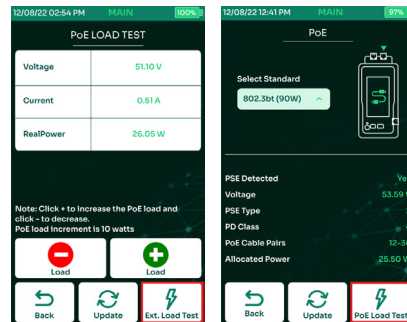 12/08/22 02:54 PM MAIN 100%
PoE LOAD TEST
Voltage 51.10 V
Current 0.51 A
RealPower 26.05 W
Note: Click + to increase the PoE load and
click - to decrease.
PoE load increment is 10 watts
Load Load
Back Update Ext. Load Test
12/08/22 12:41 PM MAIN 97%
PoE
Select Standard
802.3bt (90W)
PSE Detected
Voltage 53.59
PSE Type
PD Class
PoE Cable Pairs
Allocated Power 25.50
Back Update PoE Load Test